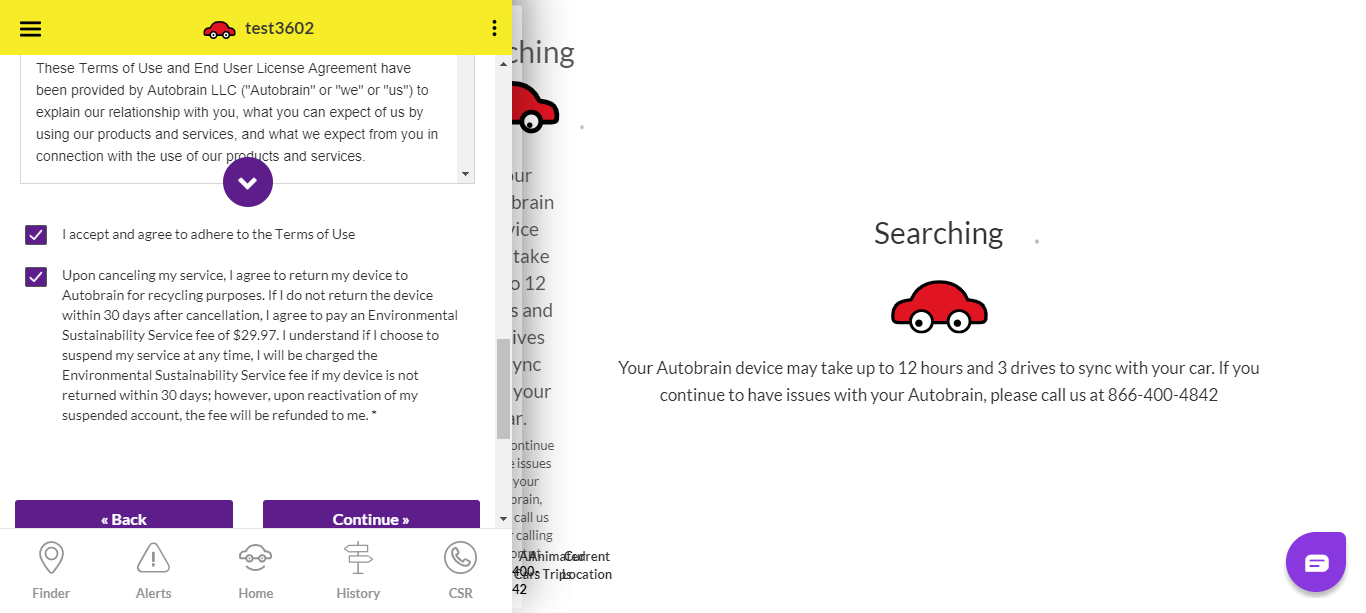 test3602
These Terms of Use and End User License Agreement have
been provided by Autobrain LLC ("Autobrain" or "we" or "us") to
explain our relationship with you, what you can expect of us by
using our products and services, and what we expect from you in
connection with the use of our products and services.
I accept and agree to adhere to the Terms of Use
Upon canceling my service, I agree to return my device to
Autobrain for recycling purposes. If I do not return the device
within 30 days after cancellation, I agree to pay an Environmental
Sustainability Service fee of $29.97. I understand if I choose to
suspend my service at any time, I will be charged the
Environmental Sustainability Service fee if my device is not
returned within 30 days; however, upon reactivation of my
suspended account, the fee will be refunded to me. *
« Back
Continue »
Finder
Alerts
Home
History
CSR
ching
our
brain
vice
take
o 12
s and
ives
ync
your
ar.
ontinue
e issues
your
brain,
call us
r calling
400-
42
All
Cars
Animated
Trips
Current
Location
Searching
Your Autobrain device may take up to 12 hours and 3 drives to sync with your car. If you
continue to have issues with your Autobrain, please call us at 866-400-4842